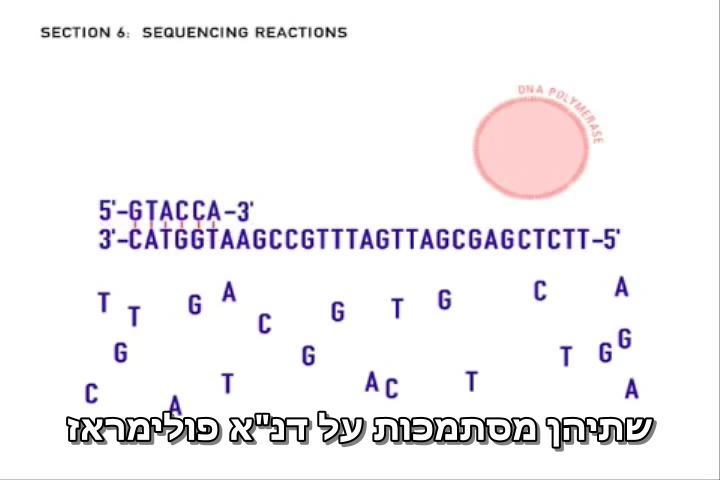 SECTION 6: SEQUENCING REACTIONS
DNA POLYMERASE
5'-GTACCA-3'
3'-CATGGTAAGCCGTTTAGTTAGCGAGCTCTT-5'
T T G A C G T G C A
G G T G G
C A T A C T A
שתיהן מסתמכות על דנ"א פולימראז